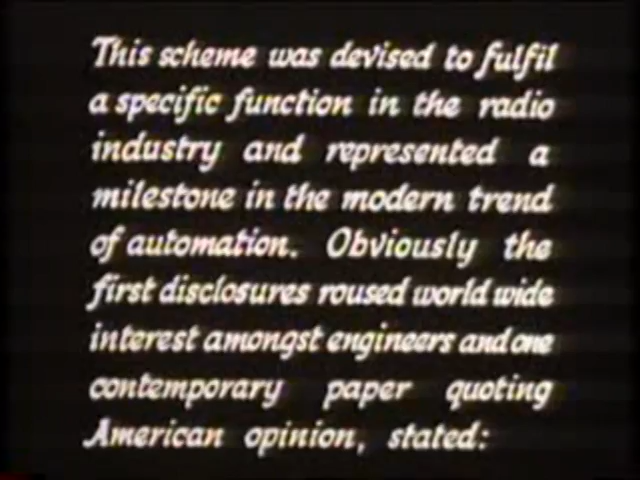 This scheme was devised to fulfil
a specific function in the radio
industry and represented a
milestone in the modern trend
of automation. Obviously the
first disclosures roused world wide
interest amongst engineers and one
contemporary paper quoting
American opinion, stated: